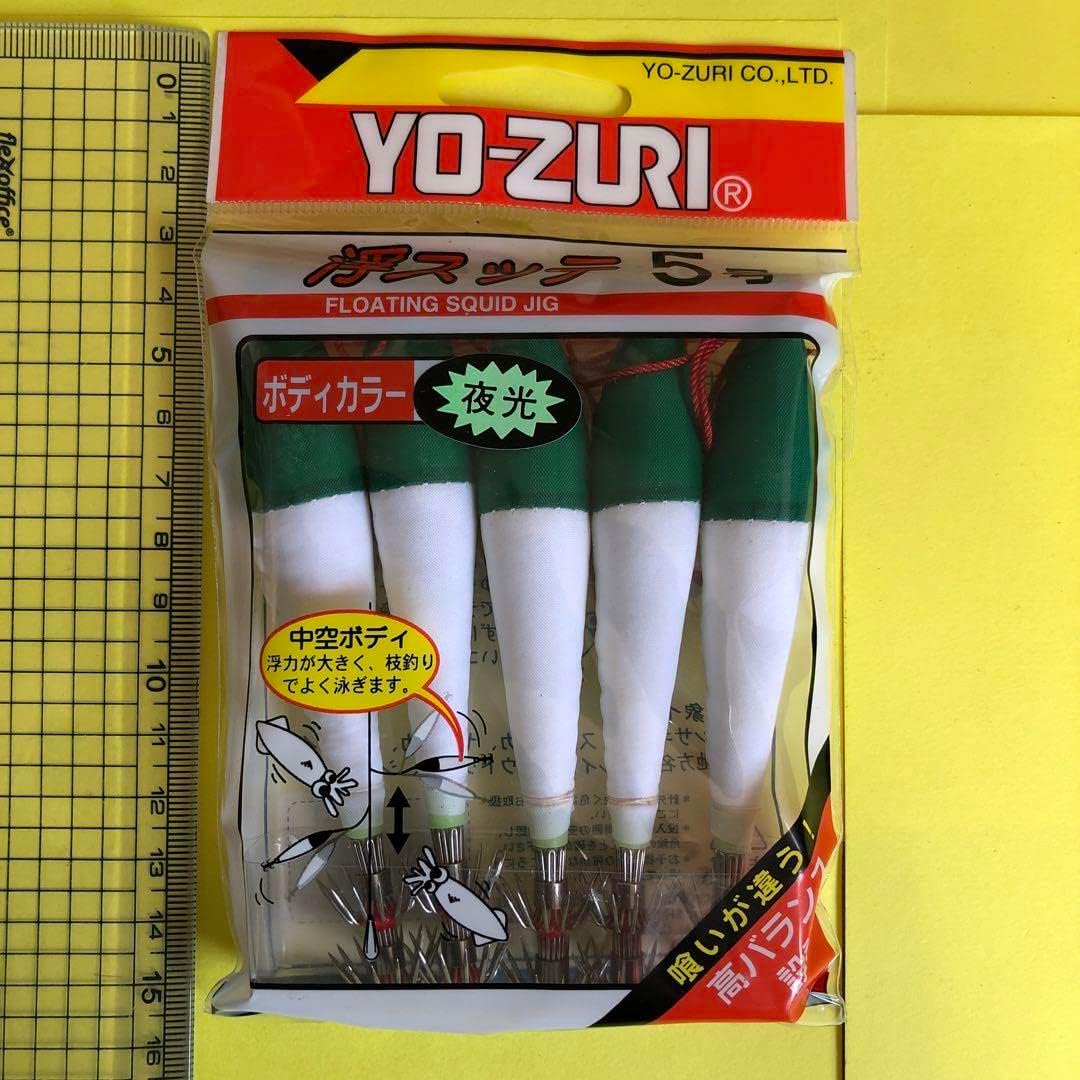 YO-ZURI CO.,LTD.
YO-ZURI®
浮スッテ 5号
FLOATING SQUID JIG
ボディカラー
夜光
中空ボディ
浮力が大きく、枝釣り
でよく泳ぎます。
喰いが違う!
高バランス
flexoffice®
0
1
2
3
4
5
6
7
8
9
10
11
12
13
14
15
16